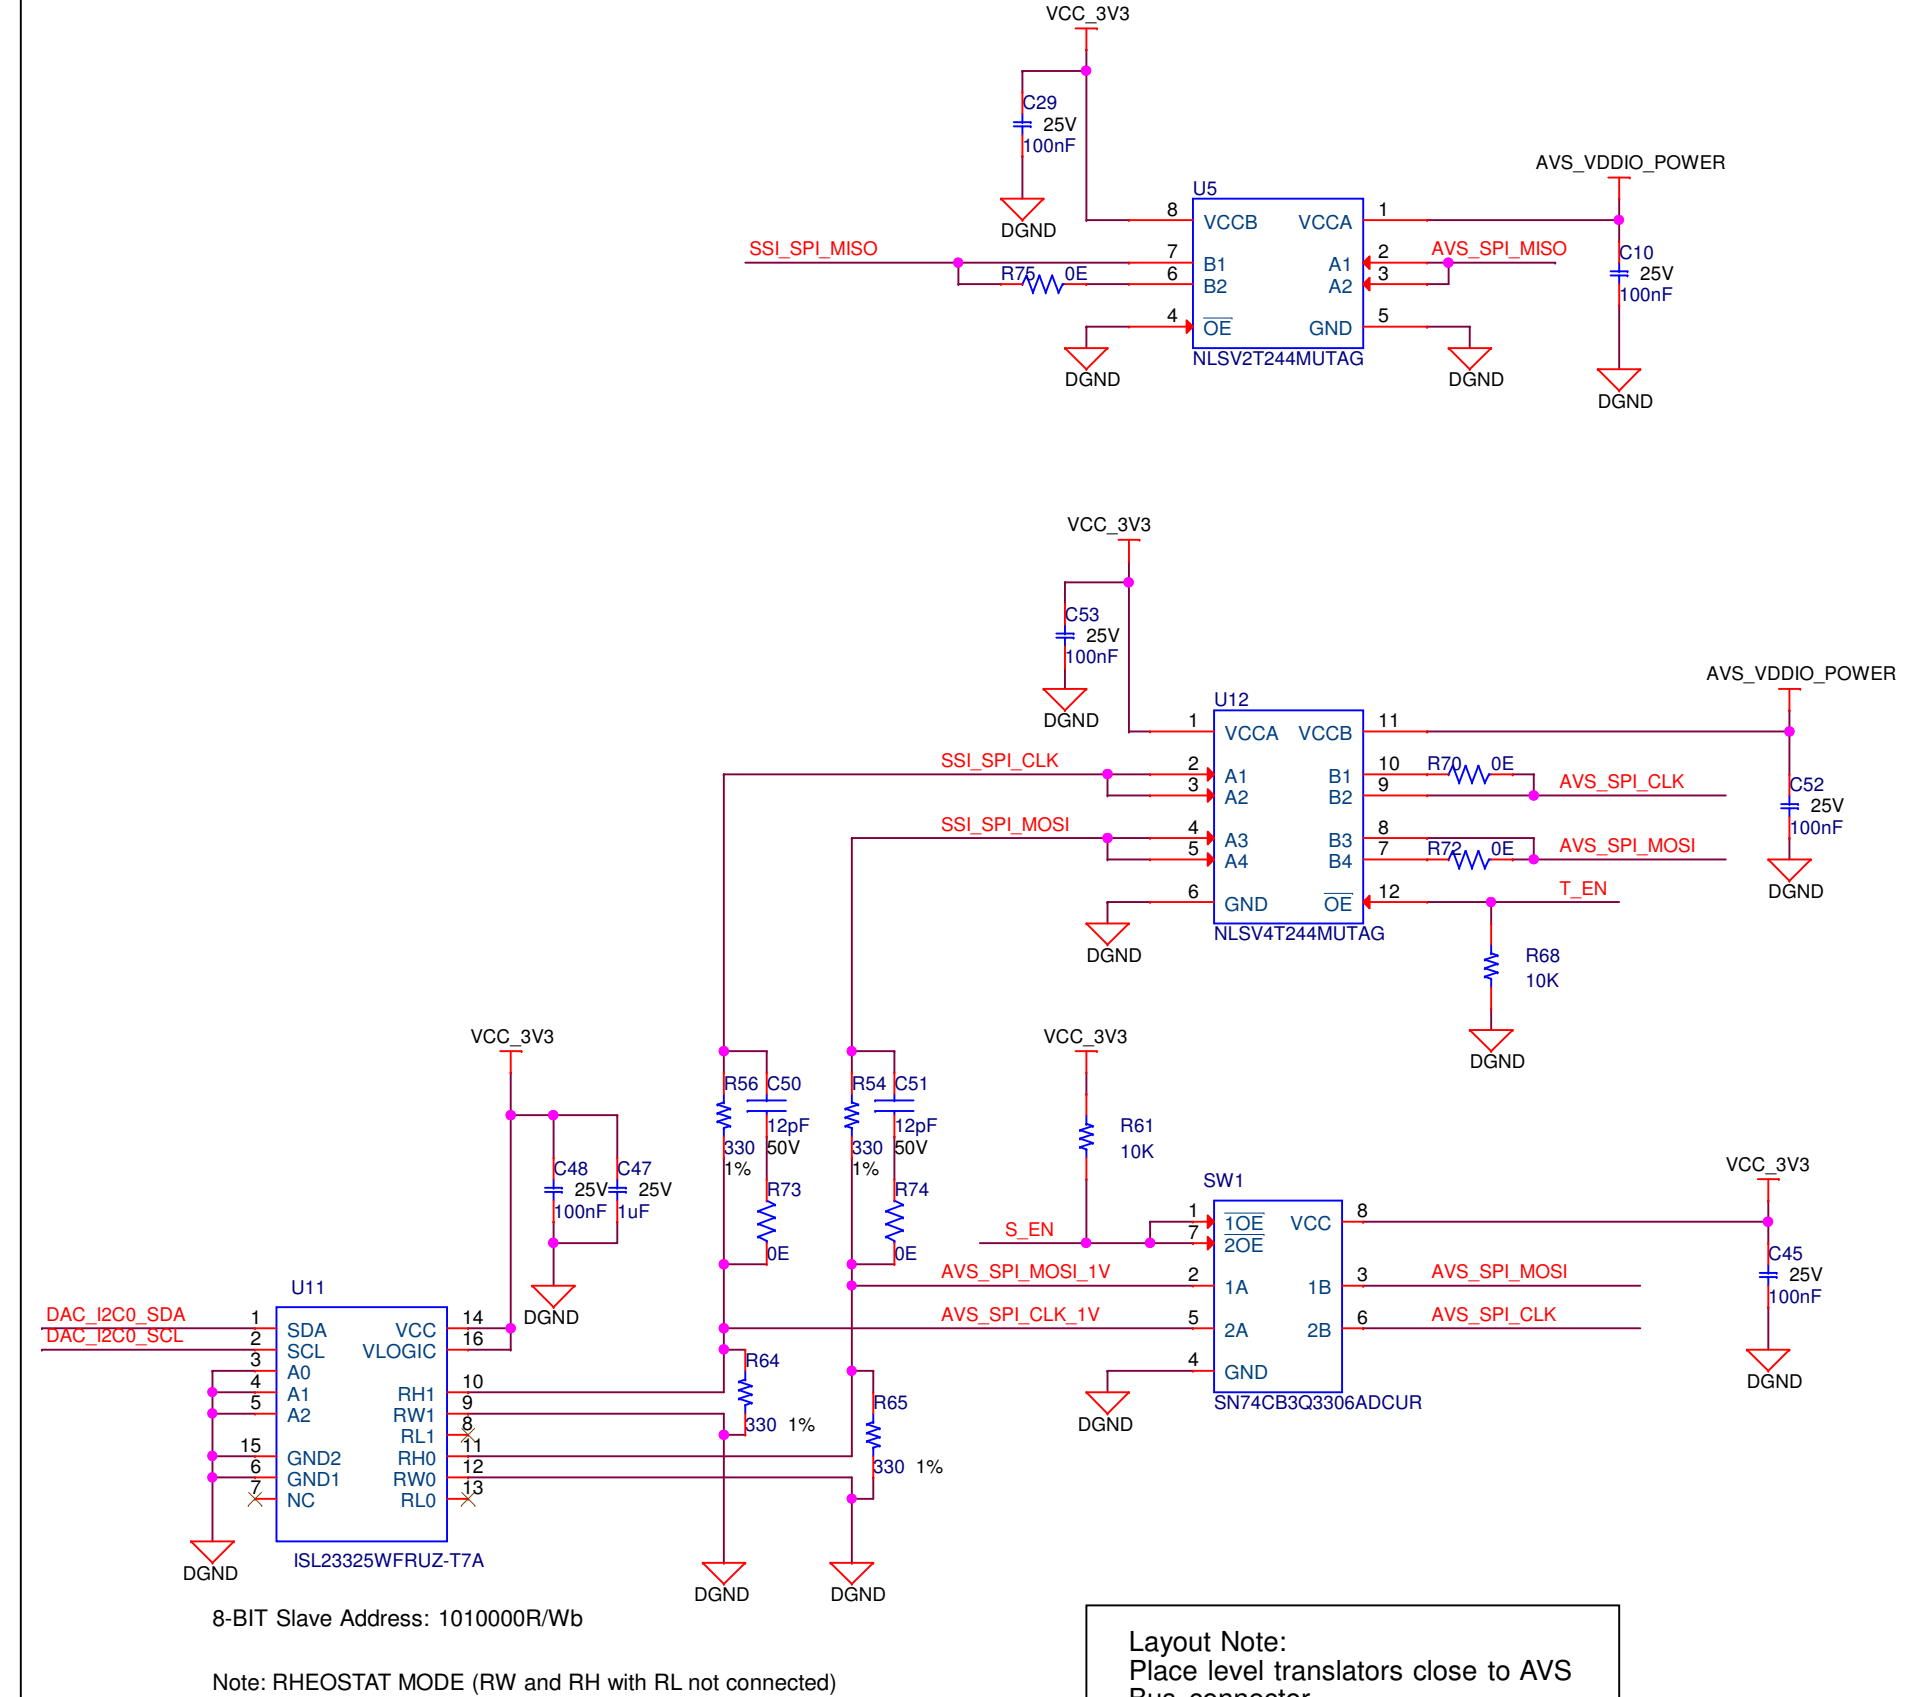 VCC_3V3
C29
25V
100nF
DGND
AVS_VDDIO_POWER
U5
8 VCCB VCCA 1
SSI_SPI_MISO 7 B1 A1 2 AVS_SPI_MISO
R75 0E 6 B2 A2 3
4 OE GND 5
NLSV2T244MUTAG
DGND
DGND
C10
25V
100nF
DGND
VCC_3V3
C53
25V
100nF
DGND
AVS_VDDIO_POWER
U12
1 VCCA VCCB 11
SSI_SPI_CLK 2 A1 B1 10 R70 0E
3 A2 B2 9 AVS_SPI_CLK
SSI_SPI_MOSI 4 A3 B3 8
5 A4 B4 7 R72 0E AVS_SPI_MOSI
6 GND OE 12 T_EN
NLSV4T244MUTAG
DGND
C52
25V
100nF
DGND
R68
10K
DGND
VCC_3V3
C48
25V
100nF
C47
25V
1uF
DGND
R56
330
1%
C50
12pF
50V
R73
0E
R54
330
1%
C51
12pF
50V
R74
0E
VCC_3V3
R61
10K
SW1
S_EN 1 1OE VCC 8
7 2OE
AVS_SPI_MOSI_1V 2 1A 1B 3 AVS_SPI_MOSI
AVS_SPI_CLK_1V 5 2A 2B 6 AVS_SPI_CLK
4 GND
SN74CB3Q3306ADCUR
DGND
VCC_3V3
C45
25V
100nF
DGND
U11
DAC_I2C0_SDA 1 SDA VCC 14
DAC_I2C0_SCL 2 SCL VLOGIC 16
3 A0
4 A1 RH1 10
5 A2 RW1 9
RL1 8
15 GND2 RH0 11
6 GND1 RW0 12
7 NC RL0 13
ISL23325WFRUZ-T7A
DGND
R64
330 1%
R65
330 1%
DGND
DGND
8-BIT Slave Address: 1010000R/Wb
Note: RHEOSTAT MODE (RW and RH with RL not connected)
Layout Note:
Place level translators close to AVS
Bus connector